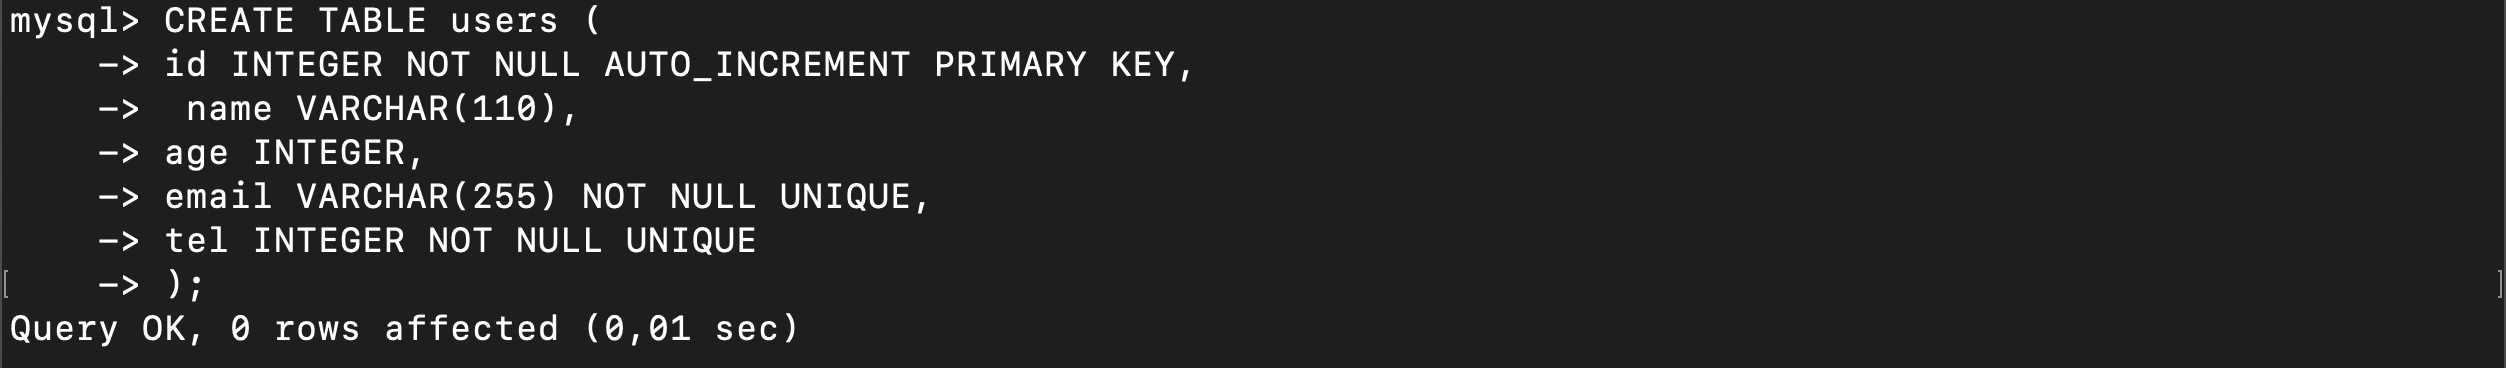 mysql> CREATE TABLE users (
    -> id INTEGER NOT NULL AUTO_INCREMENT PRIMARY KEY,
    ->  name VARCHAR(110),
    -> age INTEGER,
    -> email VARCHAR(255) NOT NULL UNIQUE,
    -> tel INTEGER NOT NULL UNIQUE
[    -> );]
Query OK, 0 rows affected (0,01 sec)